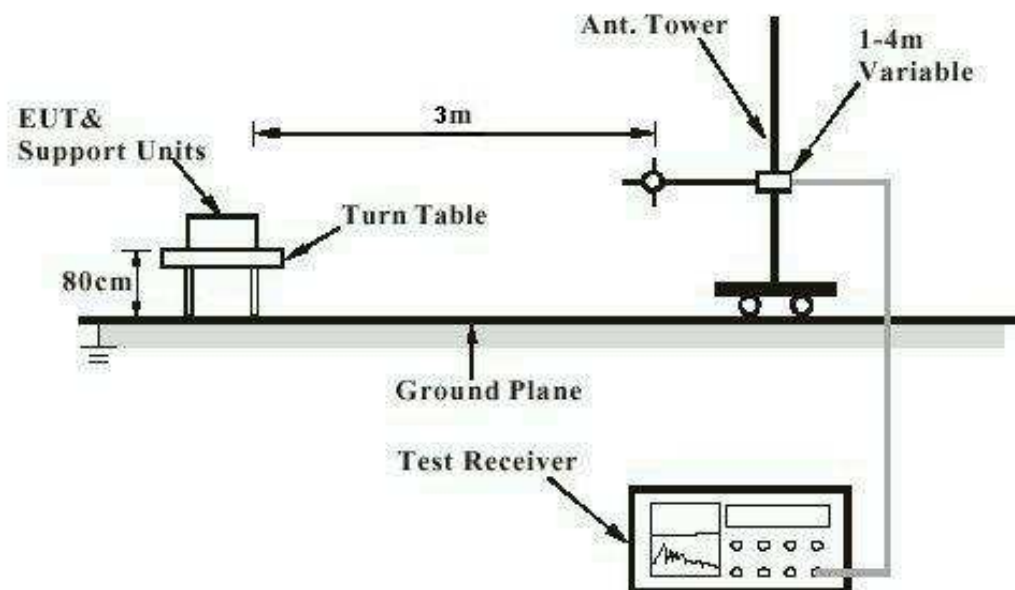 Ant. Tower
1-4m
Variable
3m
EUT&
Support Units
Turn Table
80cm
Ground Plane
Test Receiver